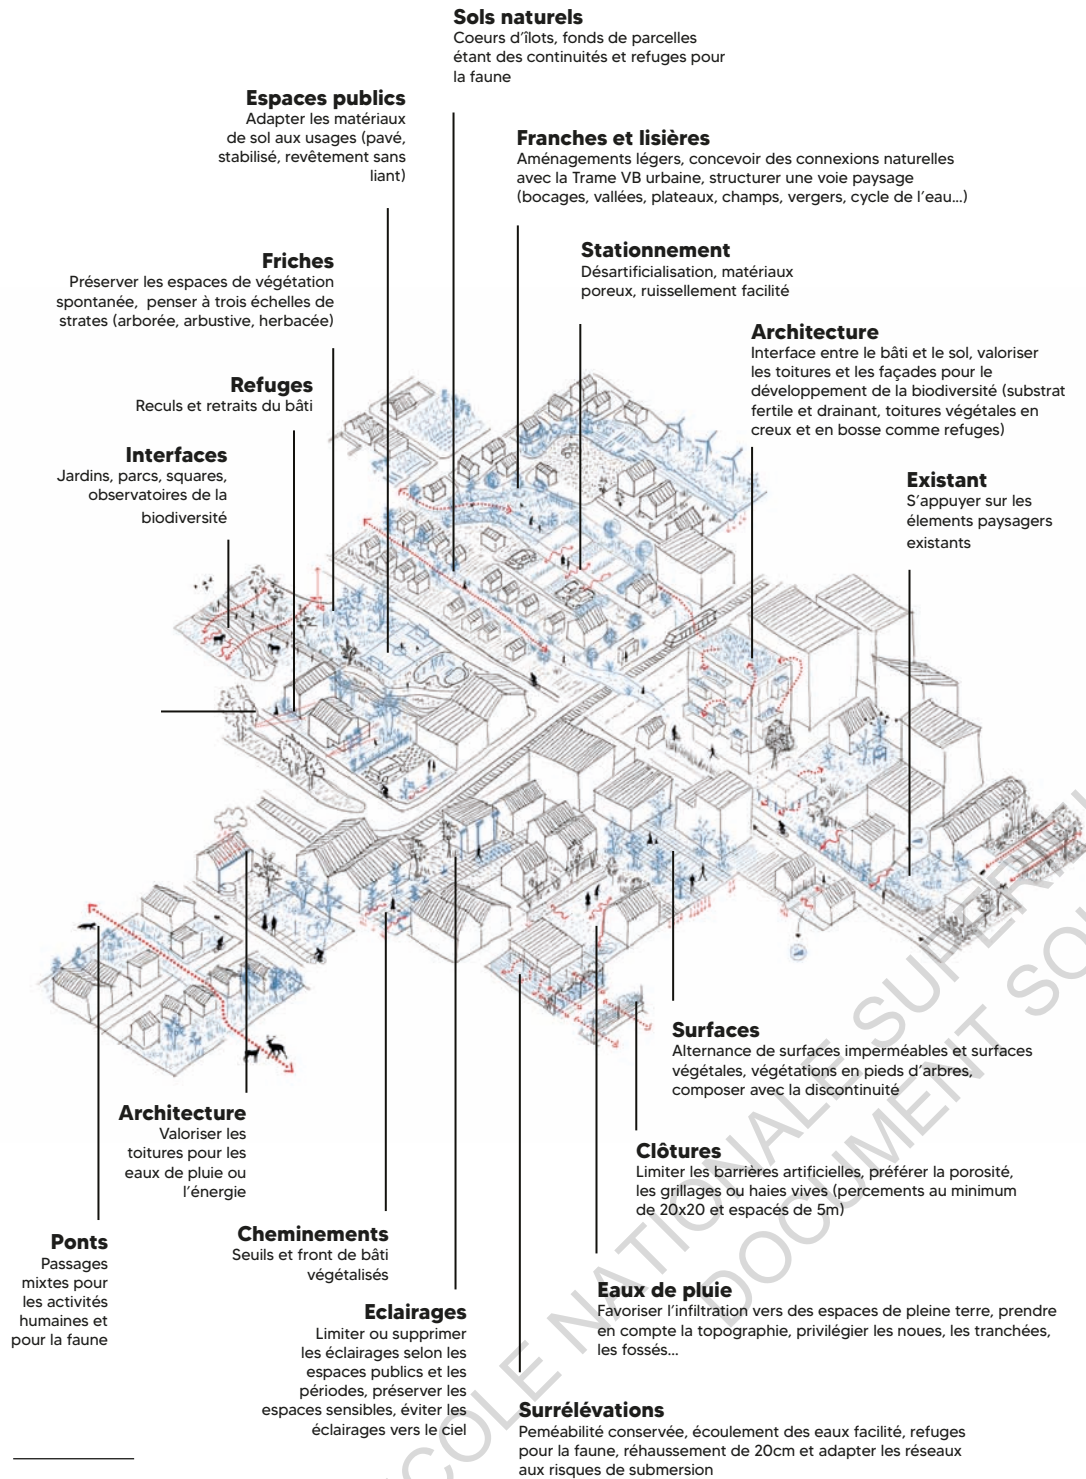 Sols naturels
Coeurs d'îlots, fonds de parcelles
étant des continuités et refuges pour
la faune
Espaces publics
Adapter les matériaux
de sol aux usages (pavé,
stabilisé, revêtement sans
liant)
Franches et lisières
Aménagements légers, concevoir des connexions naturelles
avec la Trame VB urbaine, structurer une voie paysage
(bocages, vallées, plateaux, champs, vergers, cycle de l'eau...)
Friches
Préserver les espaces de végétation
spontanée, penser à trois échelles de
strates (arborée, arbustive, herbacée)
Stationnement
Désartificialisation, matériaux
poreux, ruissellement facilité
Architecture
Interface entre le bâti et le sol, valoriser
les toitures et les façades pour le
développement de la biodiversité (substrat
fertile et drainant, toitures végétales en
creux et en bosse comme refuges)
Refuges
Reculs et retraits du bâti
Interfaces
Jardins, parcs, squares,
observatoires de la
biodiversité
Existant
S'appuyer sur les
élements paysagers
existants
Surfaces
Alternance de surfaces imperméables et surfaces
végétales, végétations en pieds d'arbres,
composer avec la discontinuité
Architecture
Valoriser les
toitures pour les
eaux de pluie ou
l'énergie
Clôtures
Limiter les barrières artificielles, préférer la porosité,
les grillages ou haies vives (percements au minimum
de 20x20 et espacés de 5m)
Ponts
Passages
mixtes pour
les activités
humaines et
pour la faune
Cheminements
Seuils et front de bâti
végétalisés
Eclairages
Limiter ou supprimer
les éclairages selon les
espaces publics et les
périodes, préserver les
espaces sensibles, éviter les
éclairages vers le ciel
Eaux de pluie
Favoriser l'infiltration vers des espaces de pleine terre, prendre
en compte la topographie, privilégier les noues, les tranchées,
les fossés...
Surrélévations
Peméabilité conservée, écoulement des eaux facilité, refuges
pour la faune, réhaussement de 20cm et adapter les réseaux
aux risques de submersion
COLE NATIONALE SUPERI
DOCUMENT SOU